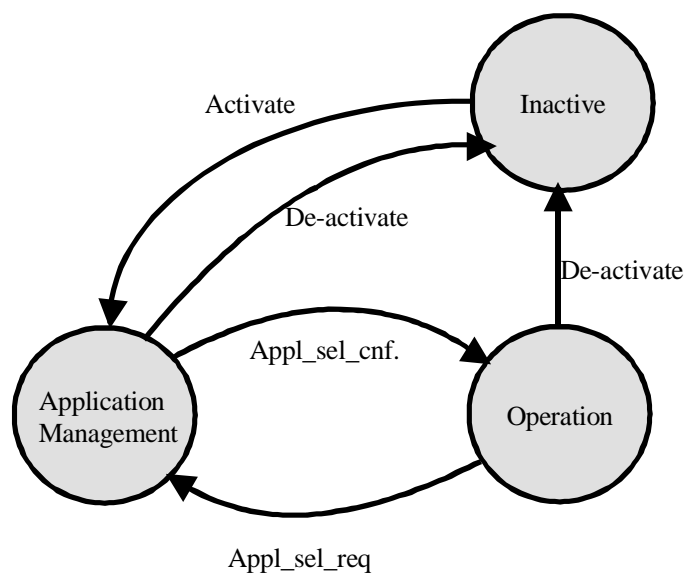 Activate
Inactive
De-activate
De-activate
Appl_sel_cnf.
Application
Management
Operation
Appl_sel_req